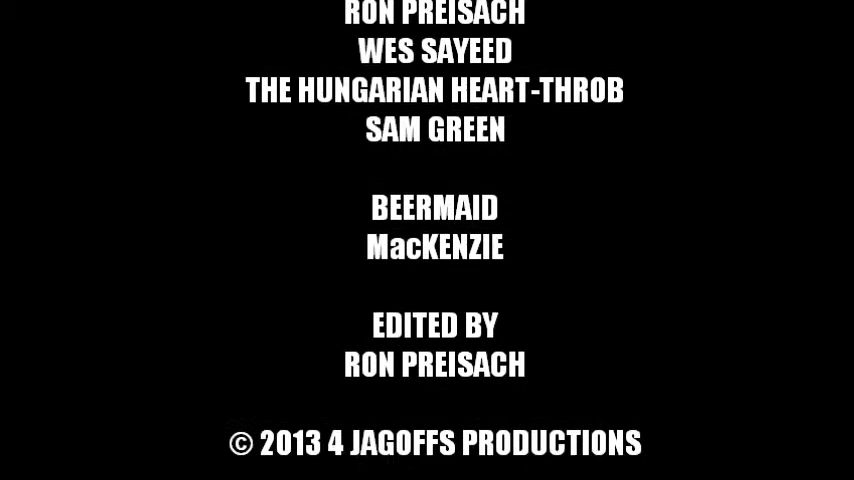 RON PREISACH
WES SAYEED
THE HUNGARIAN HEART-THROB
SAM GREEN
BEERMAID
MacKENZIE
EDITED BY
RON PREISACH
© 2013 4 JAGOFFS PRODUCTIONS